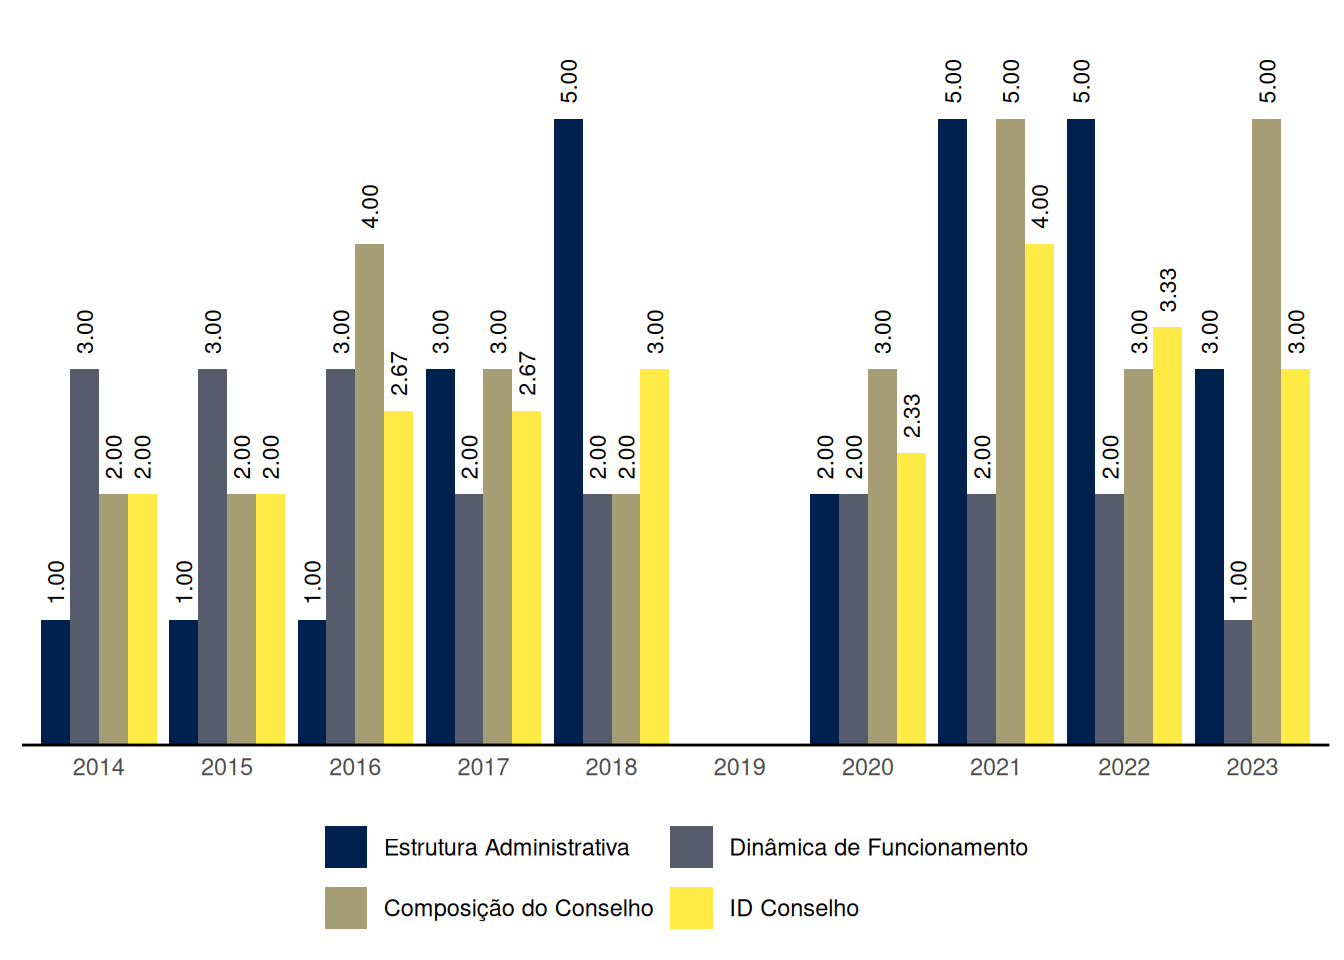 1.00 3.00 2.00 2.00 1.00 3.00 2.00 2.00 1.00 3.00 4.00 2.67 3.00 2.00 3.00 2.67 5.00 2.00 2.00 3.00 2.00 2.00 3.00 2.33 5.00 2.00 5.00 4.00 5.00 2.00 3.00 3.33 3.00 1.00 5.00 3.00
2014 2015 2016 2017 2018 2019 2020 2021 2022 2023
Estrutura Administrativa Dinâmica de Funcionamento
Composição do Conselho ID Conselho